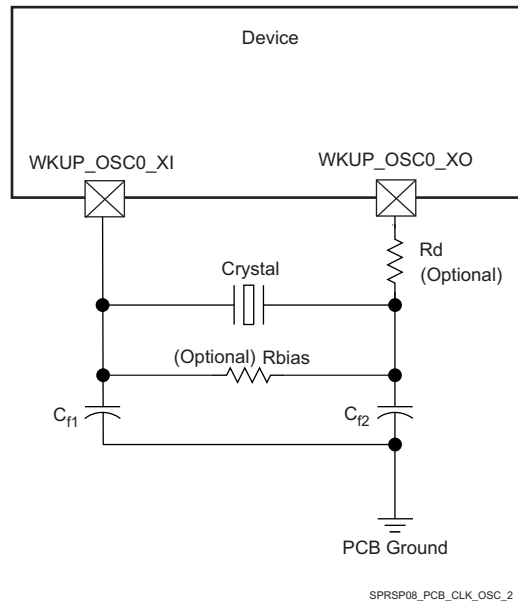 Device
WKUP_OSC0_XI
WKUP_OSC0_XO
Rd
(Optional)
Crystal
(Optional) Rbias
Cf1
Cf2
PCB Ground
SPRSP08_PCB_CLK_OSC_2